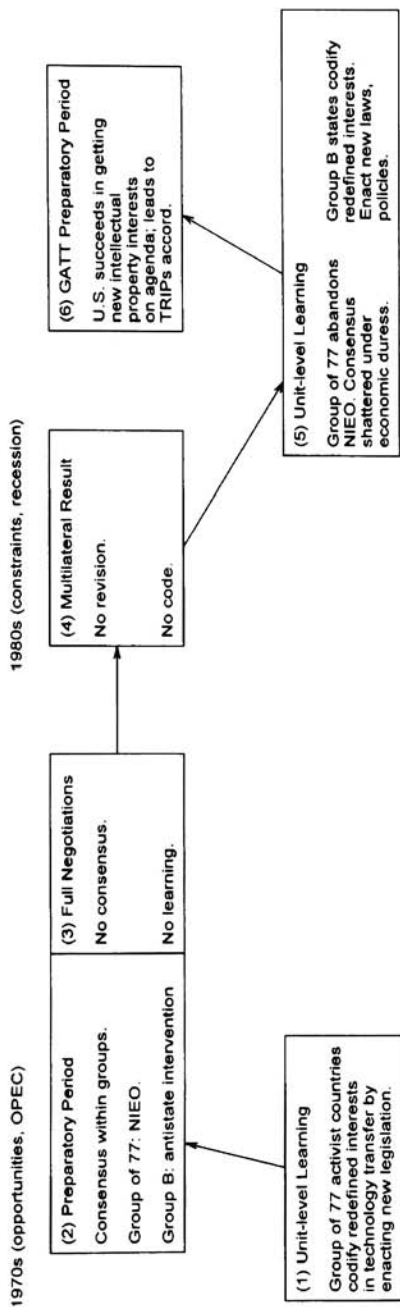 1970s (opportunities, OPEC)
1980s (constraints, recession)
(1) Unit-level Learning
Group of 77 activist countries
codify redefined interests
in technology transfer by
enacting new legislation.
(2) Preparatory Period
Consensus within groups.
Group of 77: NIEO.
Group B: antistate intervention
(3) Full Negotiations
No consensus.
No learning.
(4) Multilateral Result
No revision.
No code.
(5) Unit-level Learning
Group of 77 abandons
NIEO. Consensus
shattered under
economic duress.
Group B states codify
redefined interests.
Enact new laws,
policies.
(6) GATT Preparatory Period
U.S. succeeds in getting
new intellectual
property interests
on agenda; leads to
TRIPs accord.